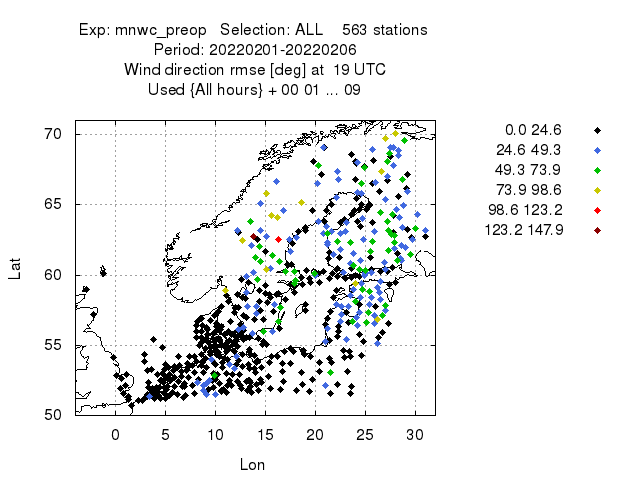 Exp: mnwc_preop   Selection: ALL    563 stations
Period: 20220201-20220206
Wind direction rmse [deg] at  19 UTC
Used {All hours} + 00 01 ... 09
0.0 24.6
24.6 49.3
49.3 73.9
73.9 98.6
98.6 123.2
123.2 147.9
70
65
60
55
50
Lat
0 5 10 15 20 25 30
Lon